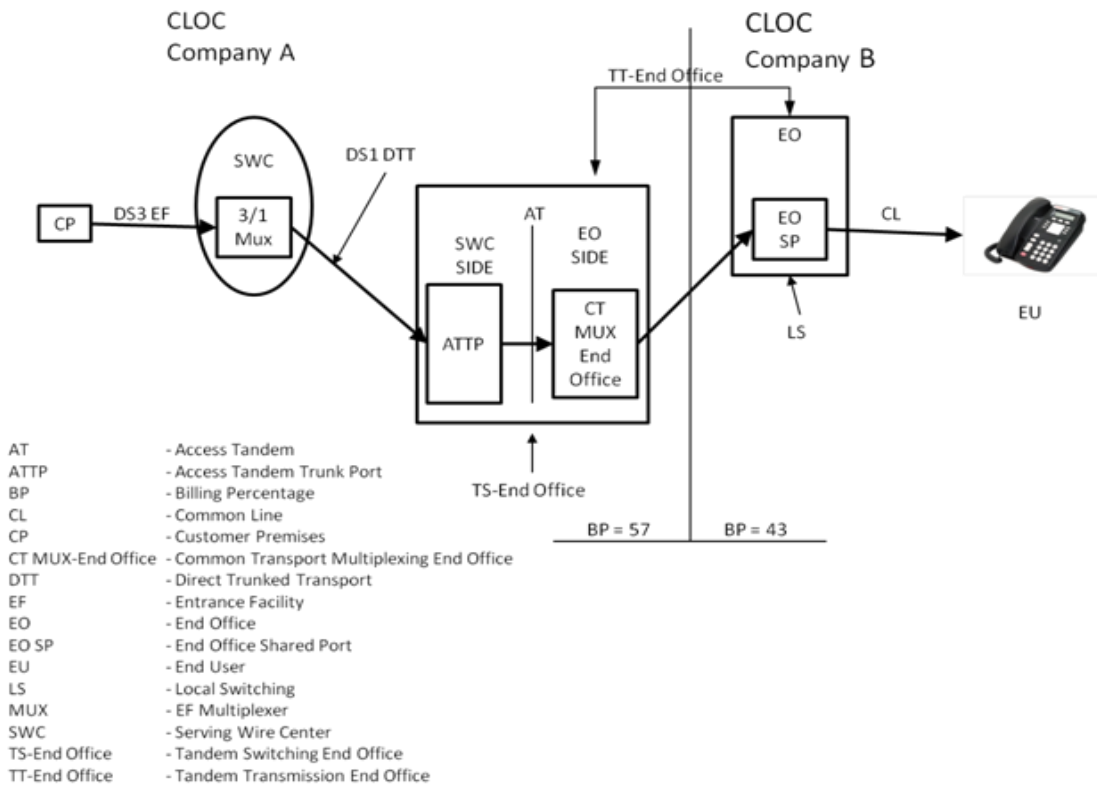 CLOC
Company A
CLOC
Company B
TT-End Office
SWC
DS1 DTT
EO
CP
DS3 EF
3/1
Mux
AT
SWC
SIDE
EO
SIDE
EO
SP
CL
ATTP
CT
MUX
End
Office
LS
EU
TS-End Office
BP = 57
BP = 43
AT - Access Tandem
ATTP - Access Tandem Trunk Port
BP - Billing Percentage
CL - Common Line
CP - Customer Premises
CT MUX-End Office - Common Transport Multiplexing End Office
DTT - Direct Trunked Transport
EF - Entrance Facility
EO - End Office
EO SP - End Office Shared Port
EU - End User
LS - Local Switching
MUX - EF Multiplexer
SWC - Serving Wire Center
TS-End Office - Tandem Switching End Office
TT-End Office - Tandem Transmission End Office